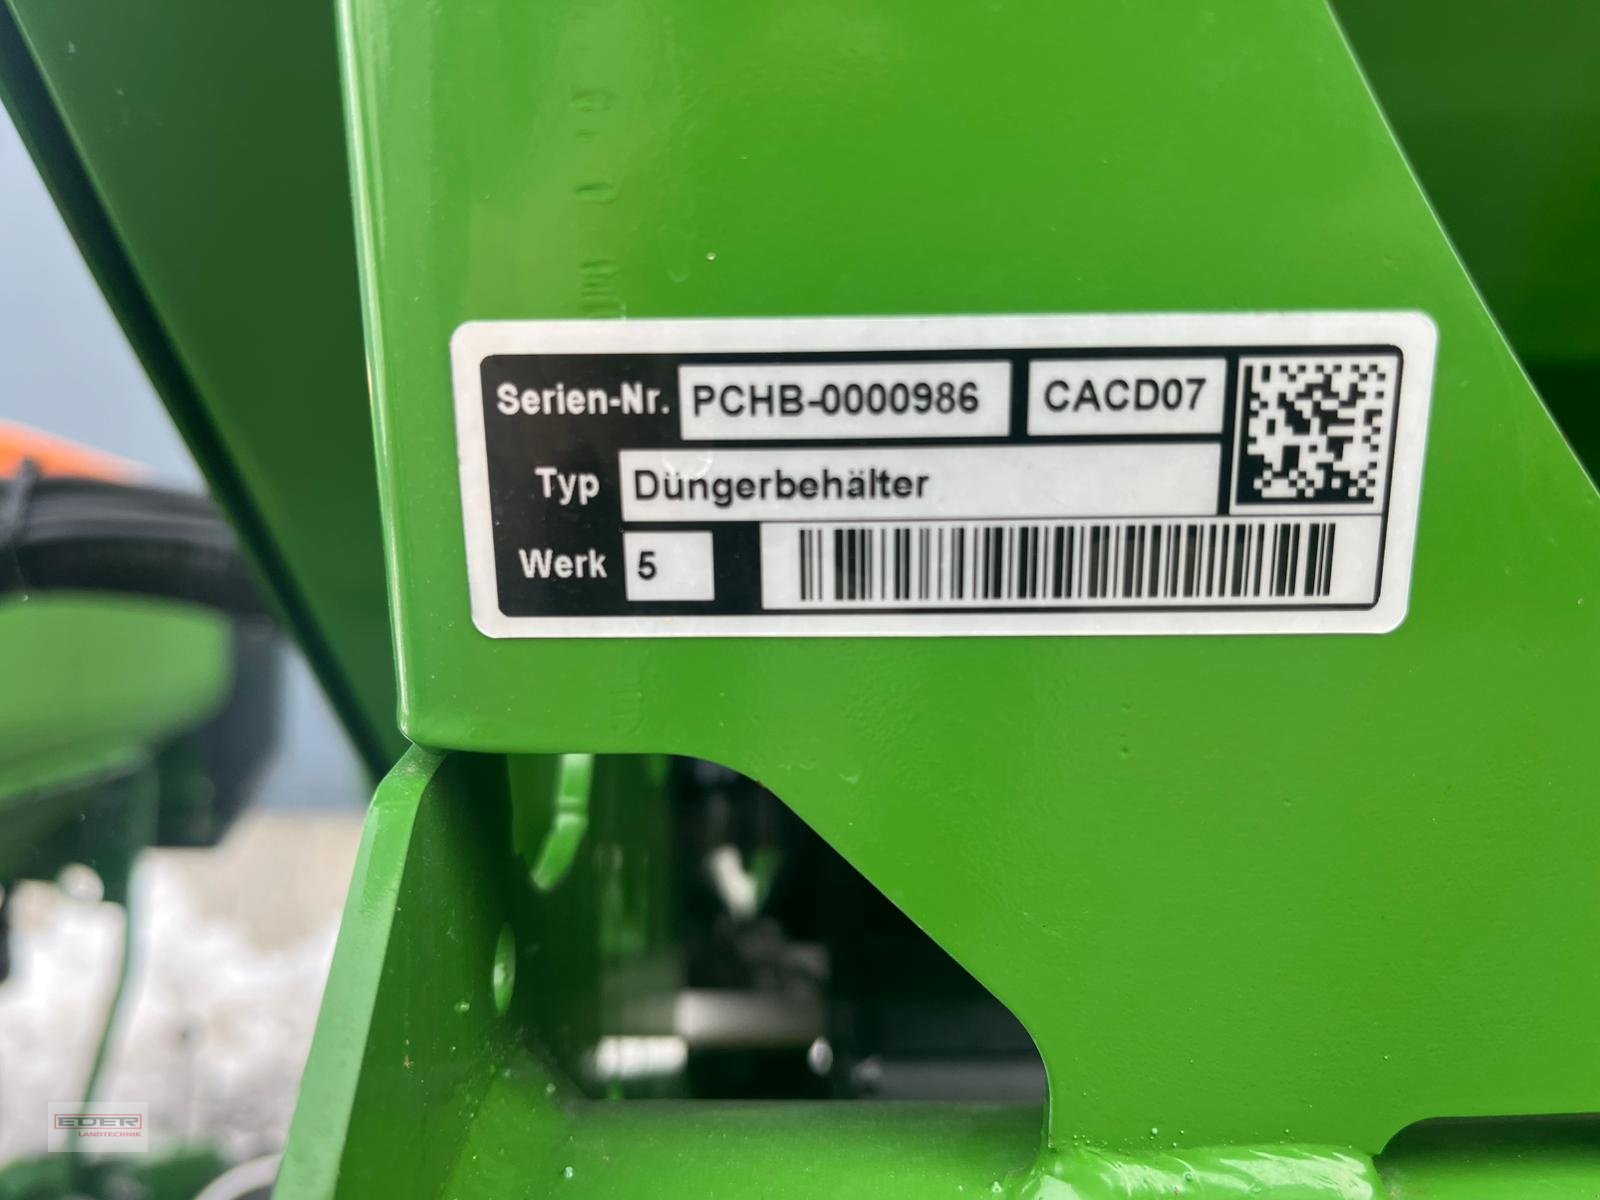 Serien-Nr. PCHB-0000986 CACD07
Typ Düngerbehälter
Werk 5
EDER
LANDTECHNIK